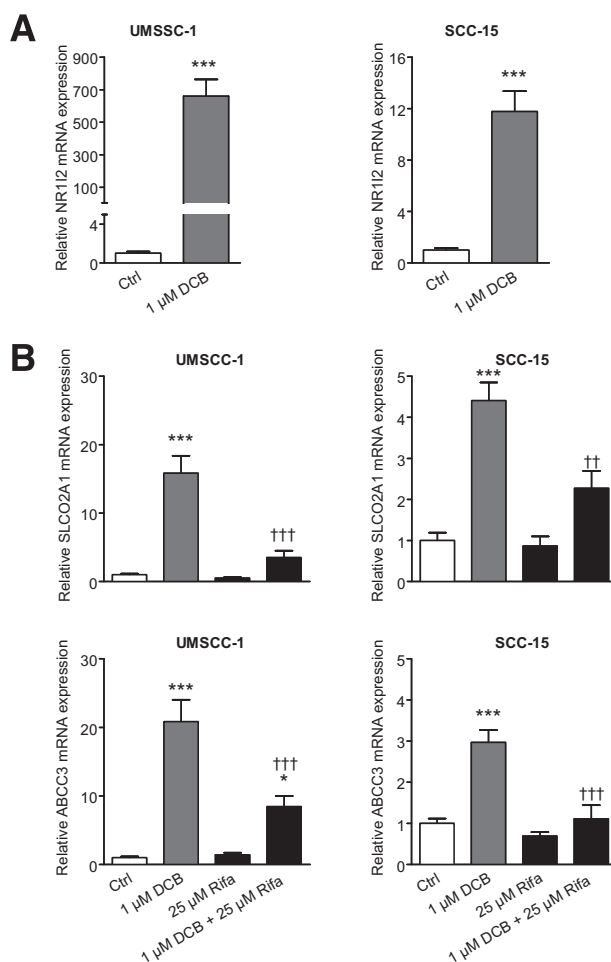 A
UMSSC-1
Relative NR1I2 mRNA expression
900
700
500
300
100
4
0
***
Ctrl
1 µM DCB
SCC-15
Relative NR1I2 mRNA expression
16
12
8
4
0
***
Ctrl
1 µM DCB
B
UMSCC-1
Relative SLCO2A1 mRNA expression
30
20
10
0
***
†††
SCC-15
Relative SLCO2A1 mRNA expression
5
4
3
2
1
0
***
††
UMSCC-1
Relative ABCC3 mRNA expression
30
20
10
0
***
†††
*
Ctrl
1 µM DCB
25 µM Rifa
1 µM DCB + 25 µM Rifa
SCC-15
Relative ABCC3 mRNA expression
5
4
3
2
1
0
***
†††
Ctrl
1 µM DCB
25 µM Rifa
1 µM DCB + 25 µM Rifa